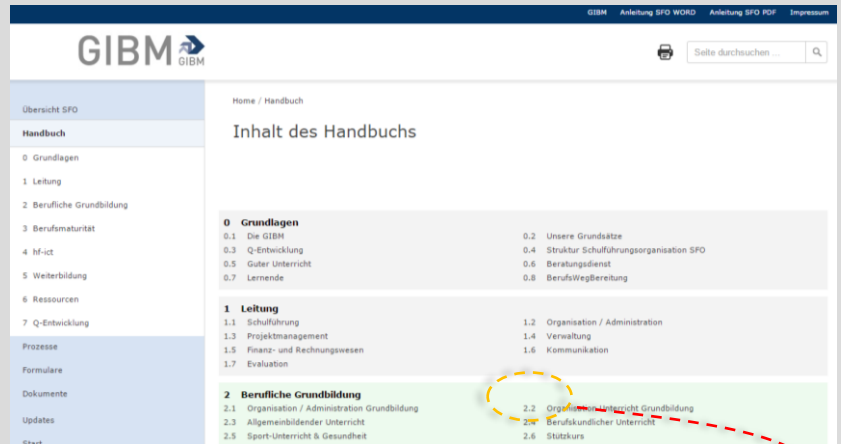 GIBM Anleitung SFO WORD Anleitung SFO PDF Impressum
GIBM GIBM
Seite durchsuchen ...
Übersicht SFO
Handbuch
0 Grundlagen
1 Leitung
2 Berufliche Grundbildung
3 Berufsmaturität
4 hf-ict
5 Weiterbildung
6 Ressourcen
7 Q-Entwicklung
Prozesse
Formulare
Dokumente
Updates
Start
Home / Handbuch
Inhalt des Handbuchs
0 Grundlagen
0.1 Die GIBM 0.2 Unsere Grundsätze
0.3 Q-Entwicklung 0.4 Struktur Schulführungsorganisation SFO
0.5 Guter Unterricht 0.6 Beratungsdienst
0.7 Lernende 0.8 BerufsWegBereitung
1 Leitung
1.1 Schulführung 1.2 Organisation / Administration
1.3 Projektmanagement 1.4 Verwaltung
1.5 Finanz- und Rechnungswesen 1.6 Kommunikation
1.7 Evaluation
2 Berufliche Grundbildung
2.1 Organisation / Administration Grundbildung 2.2 Organisation Unterricht Grundbildung
2.3 Allgemeinbildender Unterricht 2.4 Berufskundlicher Unterricht
2.5 Sport-Unterricht & Gesundheit 2.6 Stützkurs